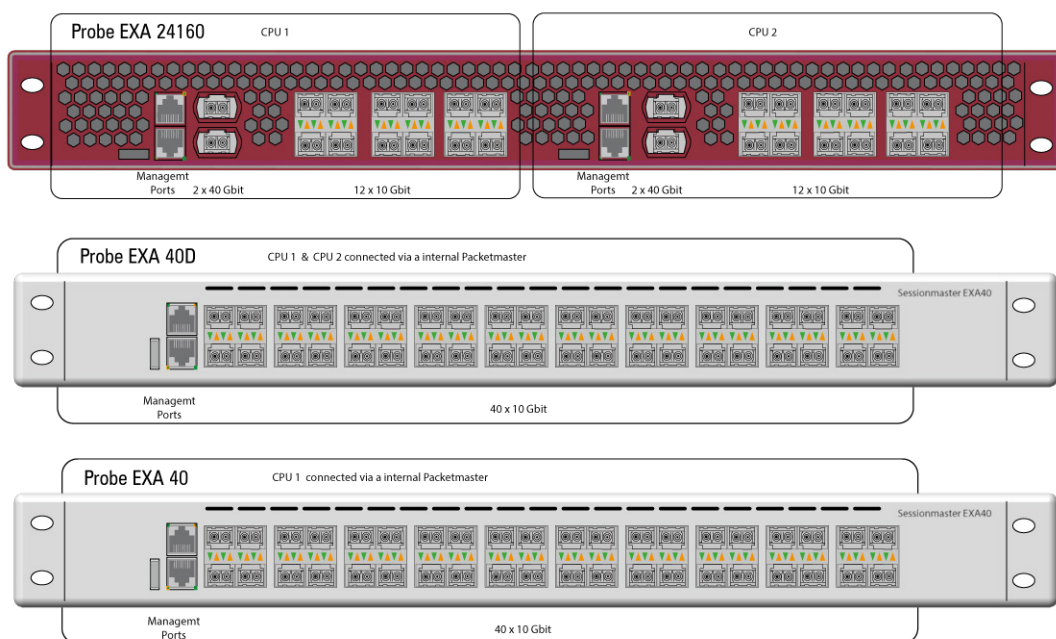 Probe EXA 24160
CPU 1
CPU 2
Managemt
Ports
2 x 40 Gbit
12 x 10 Gbit
Managemt
Ports
2 x 40 Gbit
12 x 10 Gbit
Probe EXA 40D
CPU 1 & CPU 2 connected via a internal Packetmaster
Sessionmaster EXA40
Managemt
Ports
40 x 10 Gbit
Probe EXA 40
CPU 1 connected via a internal Packetmaster
Sessionmaster EXA40
Managemt
Ports
40 x 10 Gbit